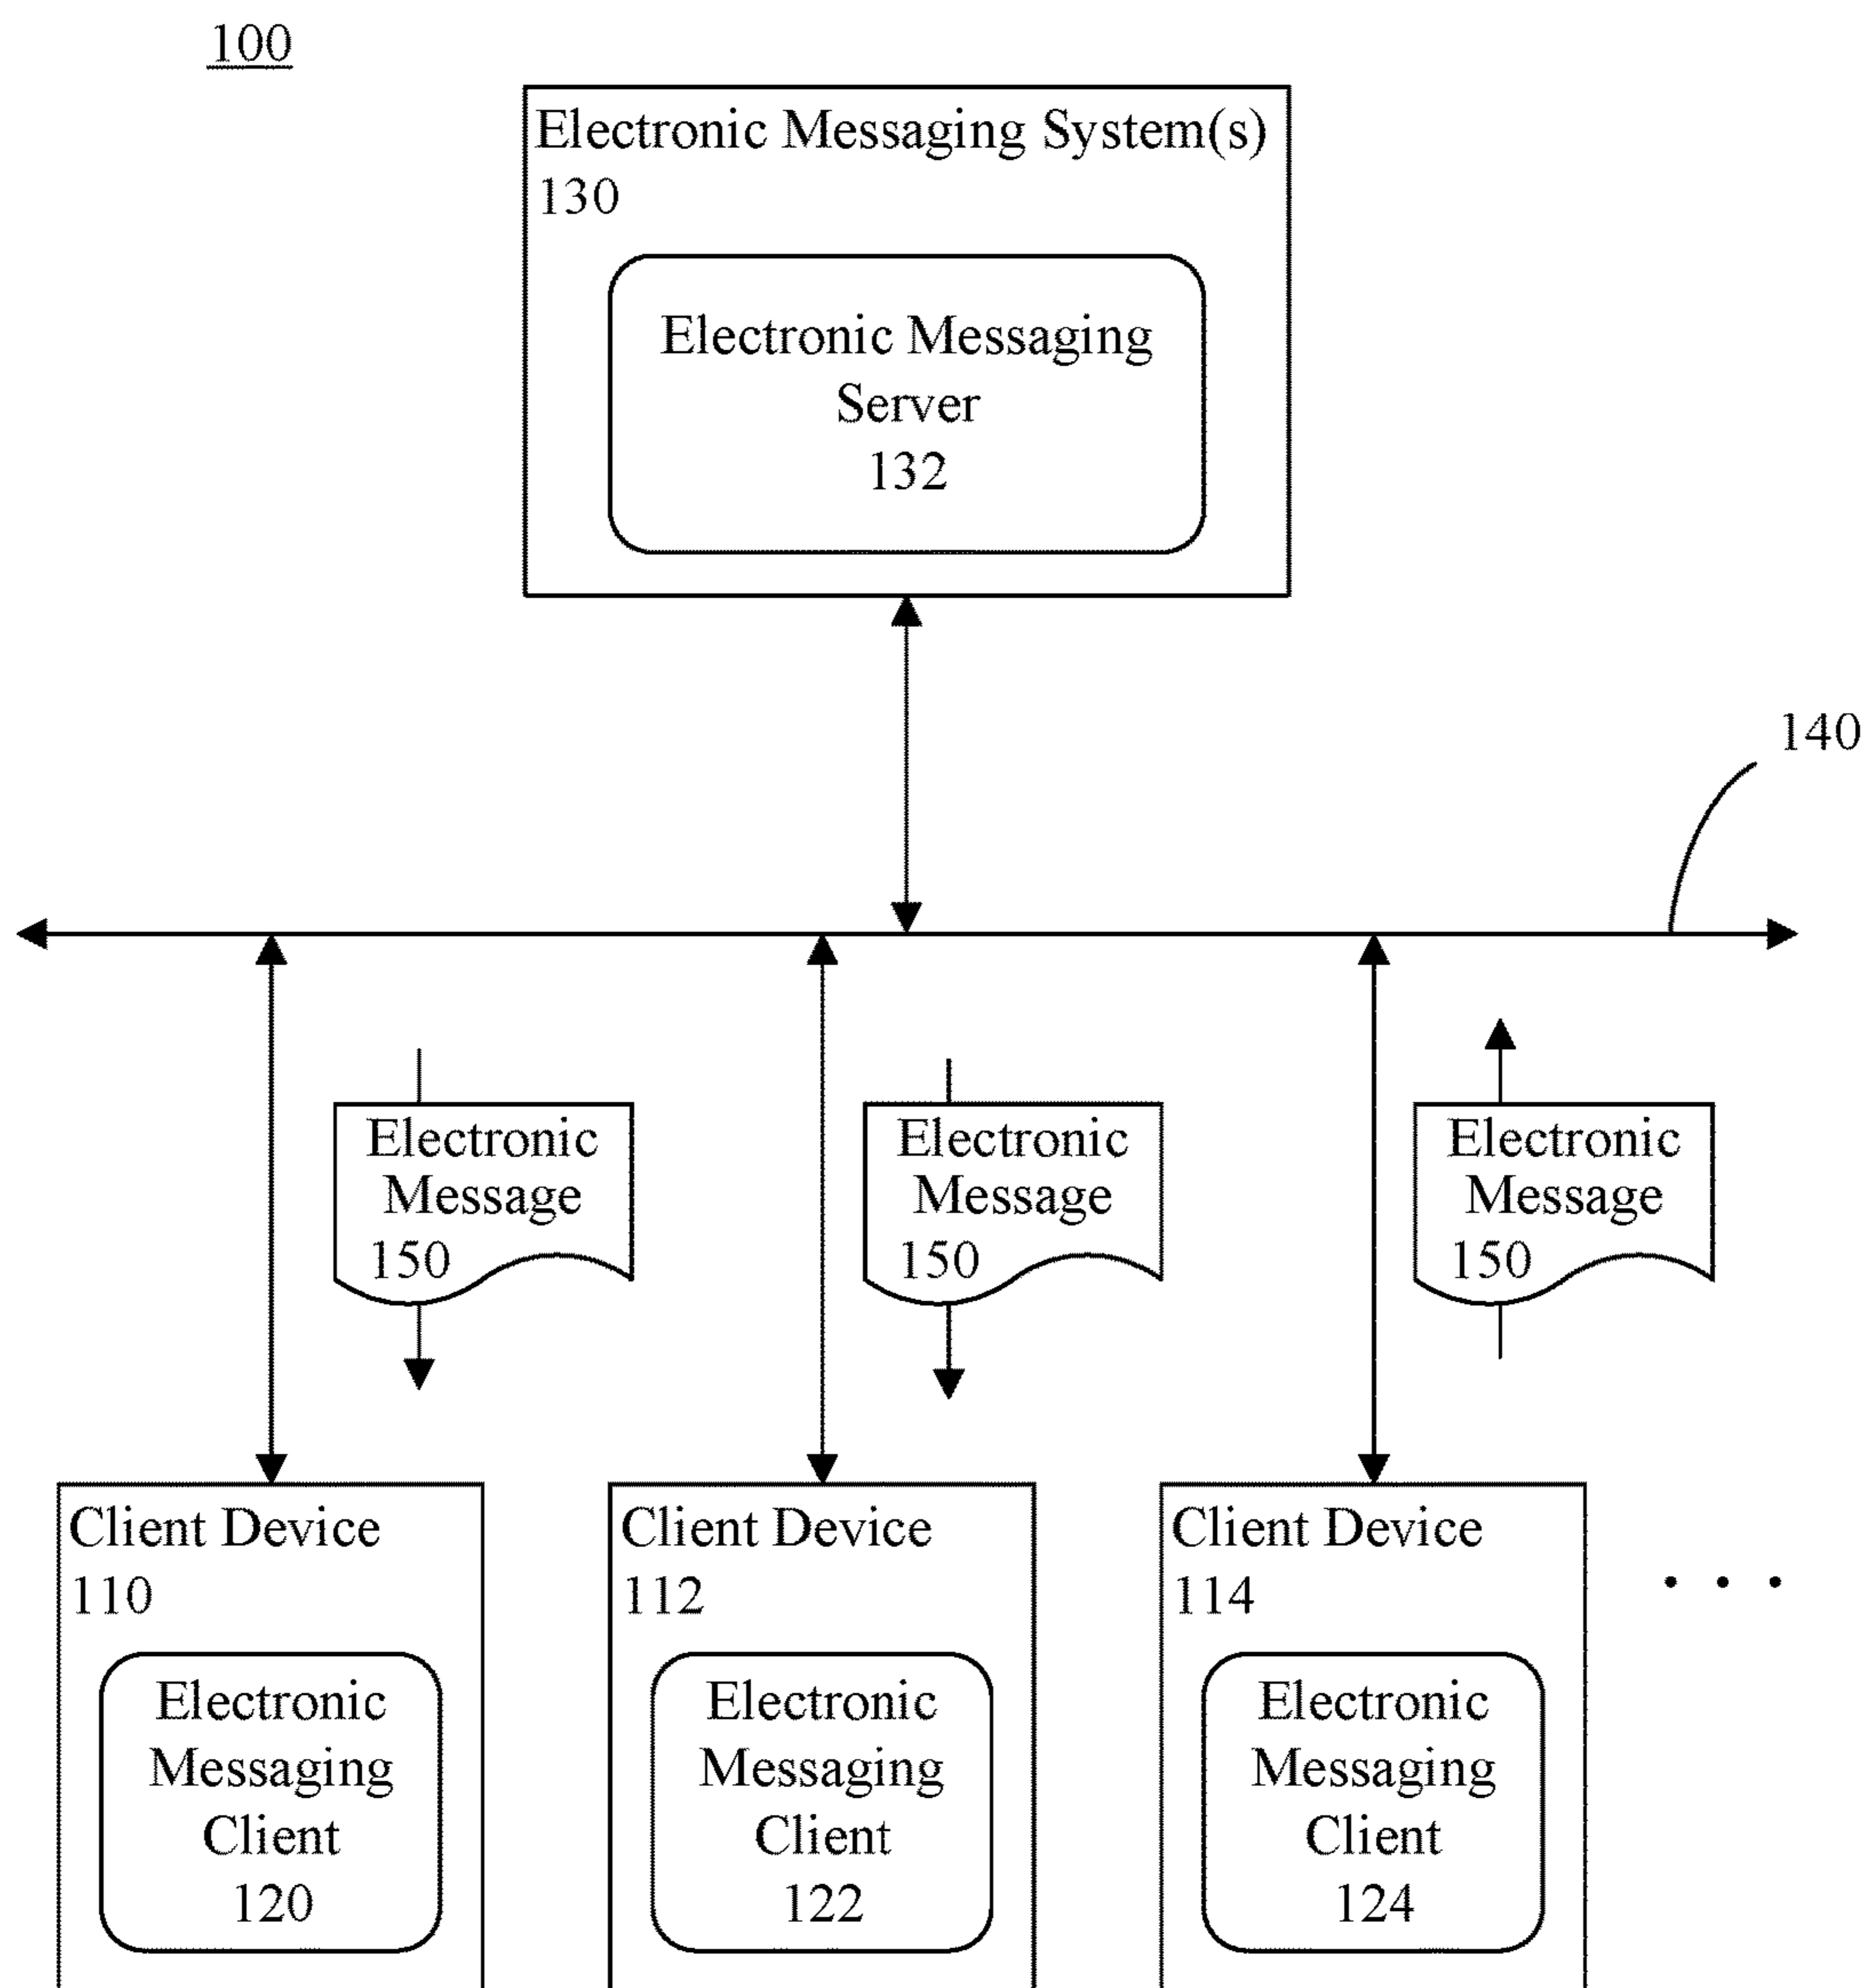 100
Electronic Messaging System(s)
130
Electronic Messaging
Server
132
140
Electronic
Message
150
Electronic
Message
150
Electronic
Message
150
Client Device
110
Electronic
Messaging
Client
120
Client Device
112
Electronic
Messaging
Client
122
Client Device
114
Electronic
Messaging
Client
124
. . .